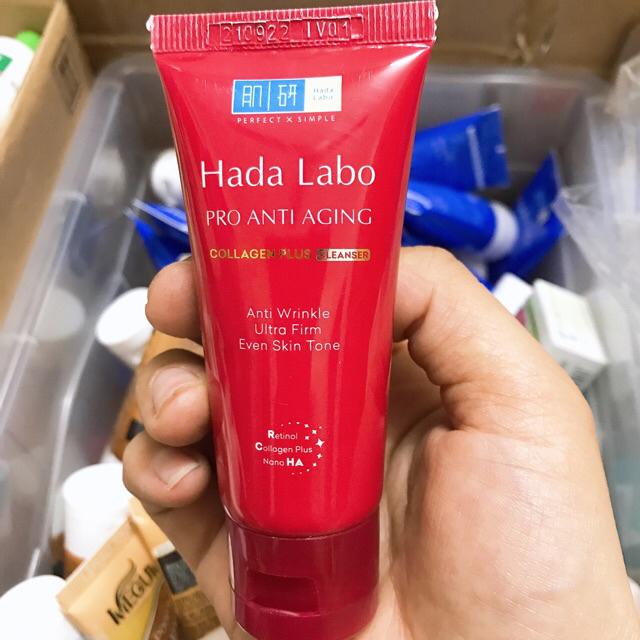 210922 IV01
肌 研
Hada
Labo
PERFECT × SIMPLE
Hada Labo
PRO ANTI AGING
COLLAGEN PLUS CLEANSER
Anti Wrinkle
Ultra Firm
Even Skin Tone
Retinol
Collagen Plus
Nano HA